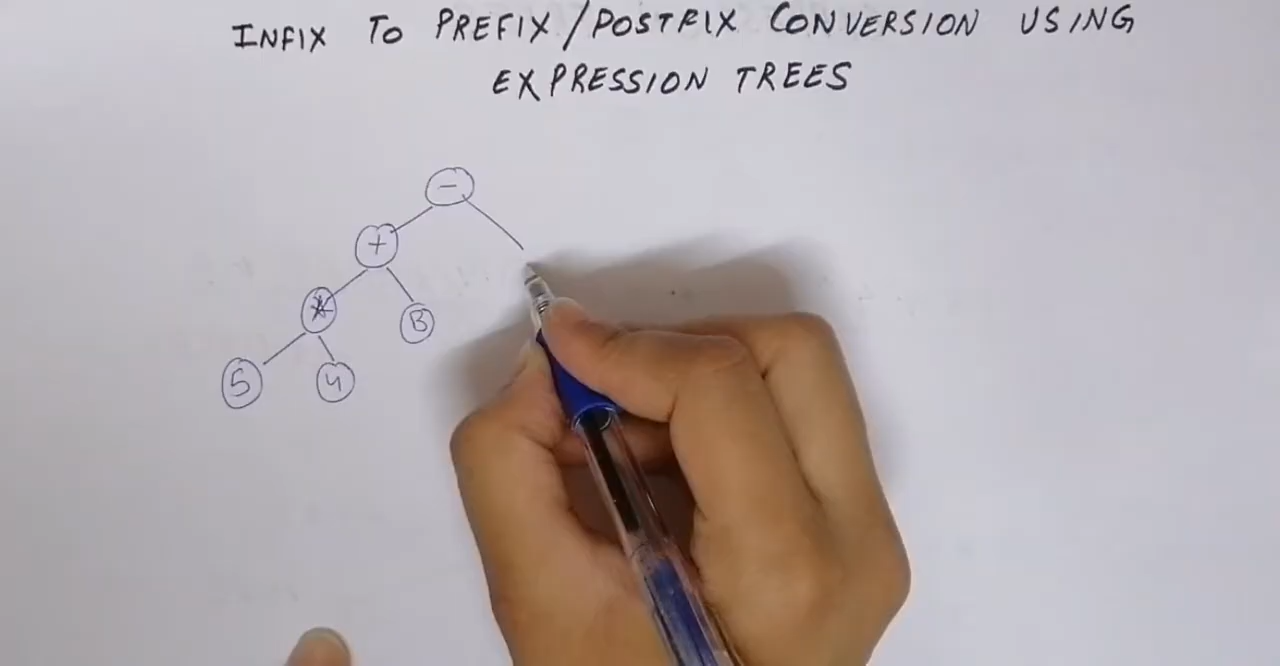 INFIX TO PREFIX/POSTFIX CONVERSION USING
EXPRESSION TREES
-
+
*
B
5 4